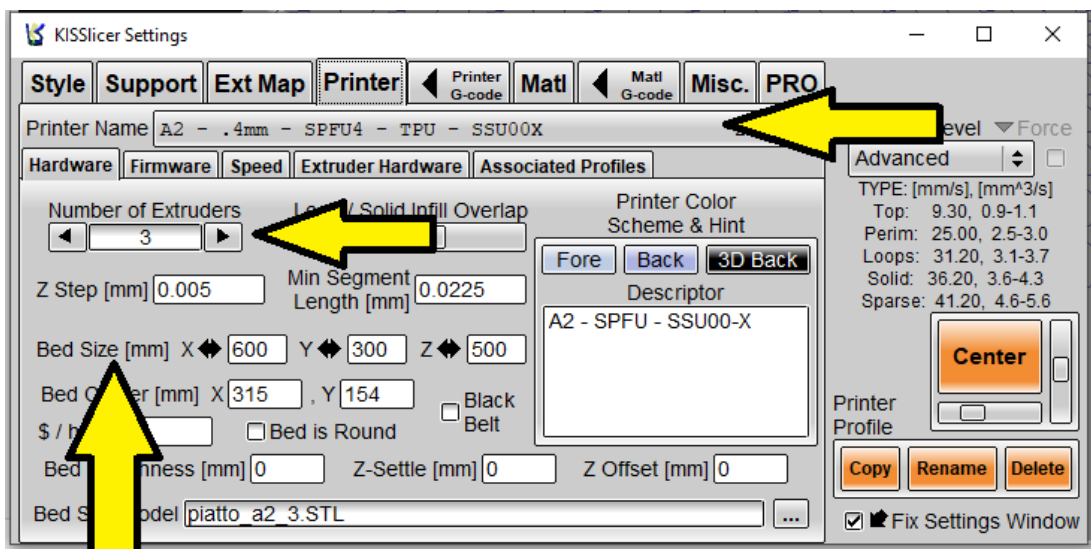 KISSlicer Settings
Style Support Ext Map Printer Printer G-code Matl Matl G-code Misc. PRO
Printer Name A2 - .4mm - SPFU4 - TPU - SSU00X
Force
Hardware Firmware Speed Extruder Hardware Associated Profiles
Advanced
Number of Extruders
Solid Infill Overlap
3
Printer Color
Scheme & Hint
Fore Back 3D Back
Z Step [mm] 0.005
Min Segment
Length [mm] 0.0225
Descriptor
A2 - SPFU - SSU00-X
Bed Size [mm] X 600 Y 300 Z 500
Bed [mm] X 315 , Y 154
Black
Belt
$ /
Bed is Round
Bed [mm] 0 Z-Settle [mm] 0 Z Offset [mm] 0
Bed piatto_a2_3.STL ...
TYPE: [mm/s], [mm^3/s]
Top: 9.30, 0.9-1.1
Perim: 25.00, 2.5-3.0
Loops: 31.20, 3.1-3.7
Solid: 36.20, 3.6-4.3
Sparse: 41.20, 4.6-5.6
Center
Printer
Profile
Copy Rename Delete
Fix Settings Window